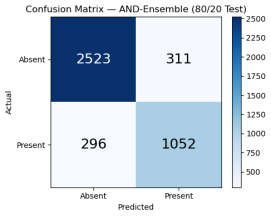 Confusion Matrix — AND-Ensemble (80/20 Test)
Absent
2523
311
Present
296
1052
Absent
Present
Actual
Predicted
2500
2250
2000
1750
1500
1250
1000
750
500